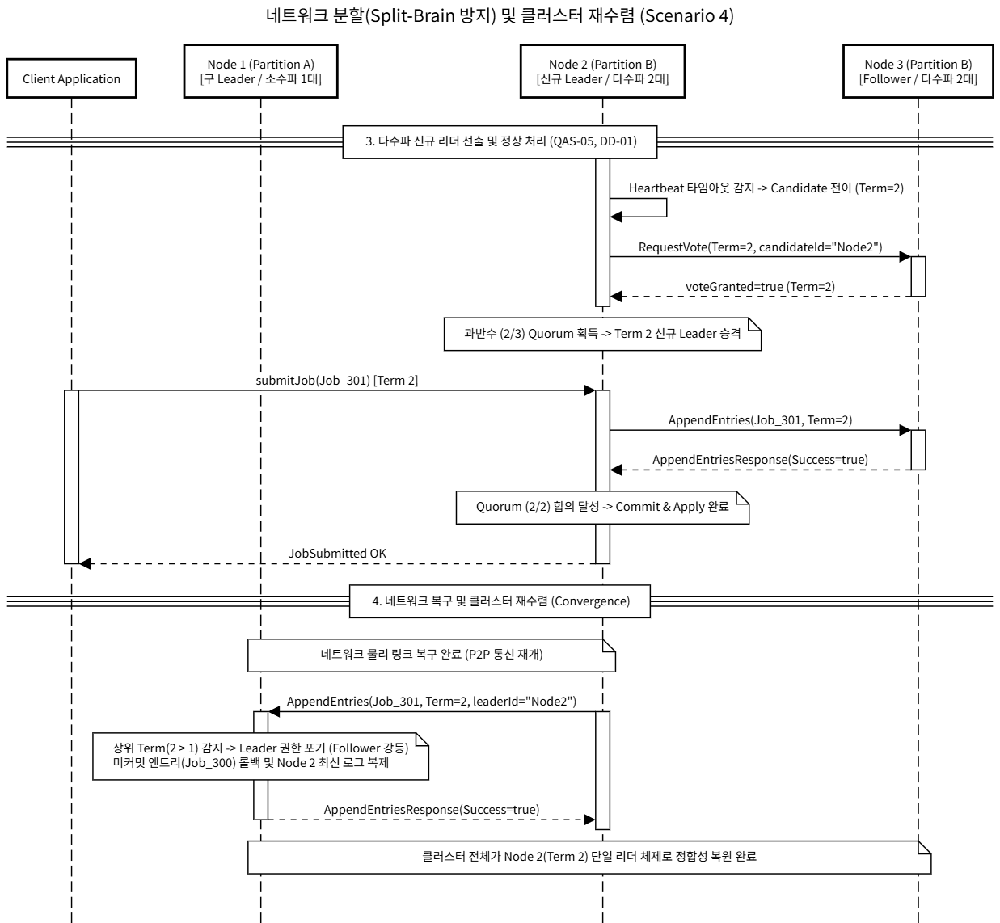 네트워크 분할(Split-Brain 방지) 및 클러스터 재수렴 (Scenario 4)
Client Application
Node 1 (Partition A)
[구 Leader / 소수파 1대]
Node 2 (Partition B)
[신규 Leader / 다수파 2대]
Node 3 (Partition B)
[Follower / 다수파 2대]
3. 다수파 신규 리더 선출 및 정상 처리 (QAS-05, DD-01)
Heartbeat 타임아웃 감지 -> Candidate 전이 (Term=2)
RequestVote(Term=2, candidateId="Node2")
voteGranted=true (Term=2)
과반수 (2/3) Quorum 획득 -> Term 2 신규 Leader 승격
submitJob(Job_301) [Term 2]
AppendEntries(Job_301, Term=2)
AppendEntriesResponse(Success=true)
Quorum (2/2) 합의 달성 -> Commit & Apply 완료
JobSubmitted OK
4. 네트워크 복구 및 클러스터 재수렴 (Convergence)
네트워크 물리 링크 복구 완료 (P2P 통신 재개)
AppendEntries(Job_301, Term=2, leaderId="Node2")
상위 Term(2 > 1) 감지 -> Leader 권한 포기 (Follower 강등)
미커밋 엔트리(Job_300) 롤백 및 Node 2 최신 로그 복제
AppendEntriesResponse(Success=true)
클러스터 전체가 Node 2(Term 2) 단일 리더 체제로 정합성 복원 완료